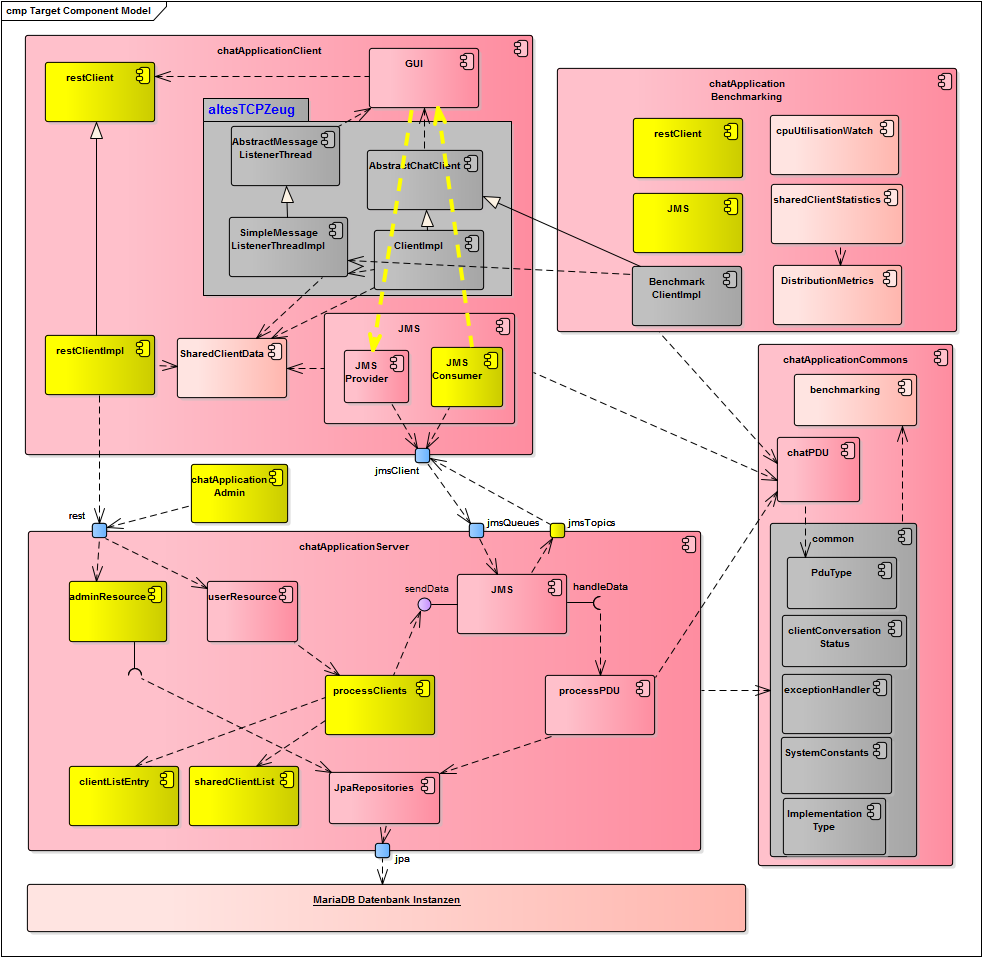 cmp Target Component Model
chatApplicationClient
restClient
GUI
altesTCPZeug
AbstractMessage
ListenerThread
AbstractChatClient
SimpleMessage
ListenerThreadImpl
ClientImpl
restClientImpl
SharedClientData
JMS
JMS
Provider
JMS
Consumer
jmsClient
chatApplication
Benchmarking
restClient
cpuUtilisationWatch
JMS
sharedClientStatistics
Benchmark
ClientImpl
DistributionMetrics
chatApplicationCommons
benchmarking
chatPDU
common
PduType
clientConversation
Status
exceptionHandler
SystemConstants
Implementation
Type
chatApplication
Admin
rest
jmsQueues
jmsTopics
chatApplicationServer
adminResource
userResource
sendData
JMS
handleData
processClients
processPDU
clientListEntry
sharedClientList
JpaRepositories
jpa
MariaDB Datenbank Instanzen